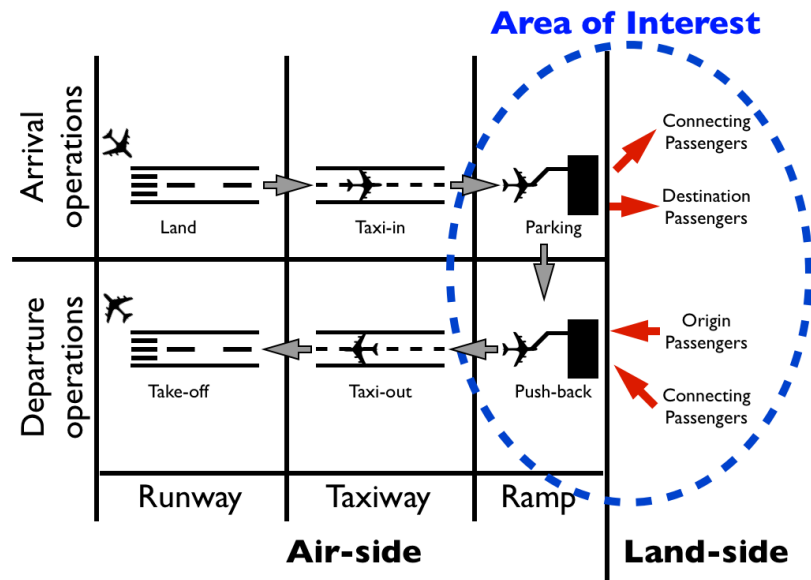 Area of Interest
Arrival
operations
Land
Taxi-in
Parking
Connecting
Passengers
Destination
Passengers
Departure
operations
Take-off
Taxi-out
Push-back
Origin
Passengers
Connecting
Passengers
Runway
Taxiway
Ramp
Air-side
Land-side